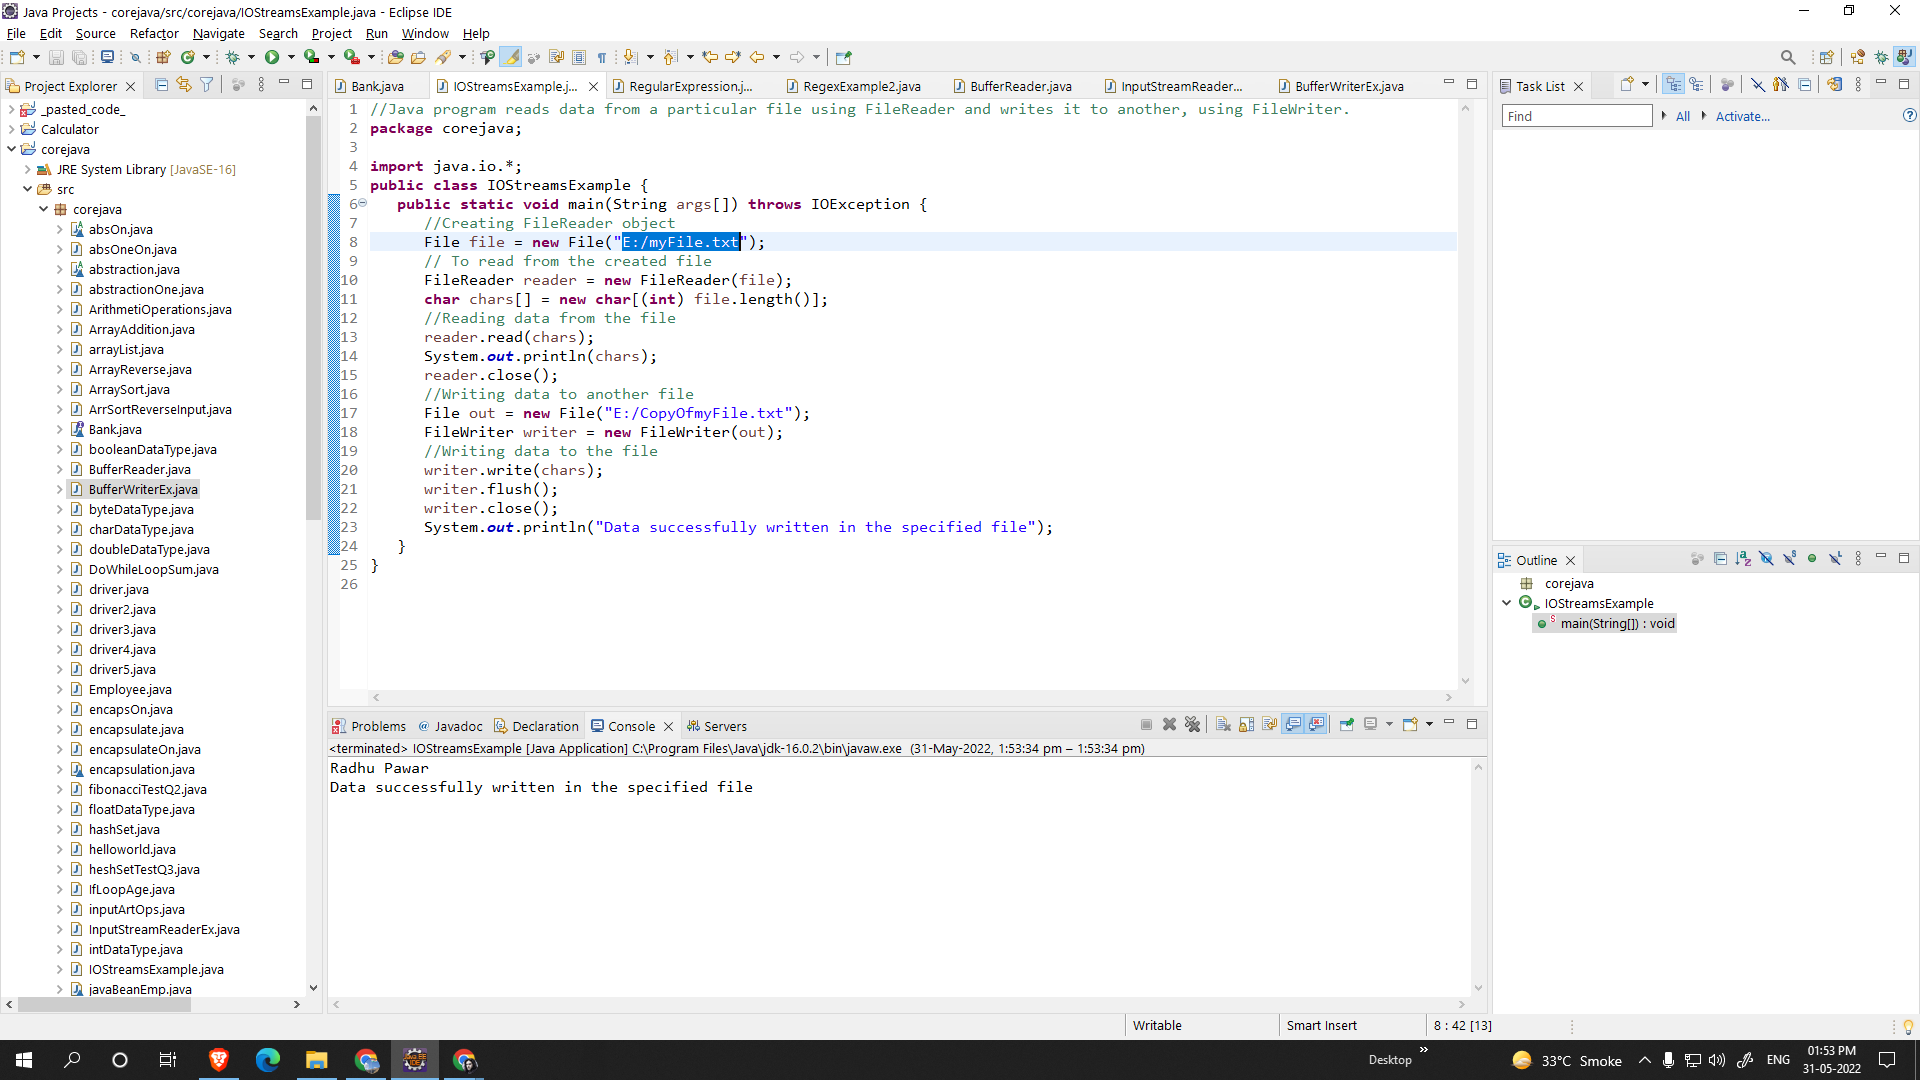 Java Projects - corejava/src/corejava/IOStreamsExample.java - Eclipse IDE
File Edit Source Refactor Navigate Search Project Run Window Help
Project Explorer
_pasted_code_
Calculator
corejava
JRE System Library [JavaSE-16]
src
corejava
absOn.java
absOneOn.java
abstraction.java
abstractionOne.java
ArithmetiOperations.java
ArrayAddition.java
arrayList.java
ArrayReverse.java
ArraySort.java
ArrSortReverseInput.java
Bank.java
booleanDataType.java
BufferReader.java
BufferWriterEx.java
byteDataType.java
charDataType.java
doubleDataType.java
DoWhileLoopSum.java
driver.java
driver2.java
driver3.java
driver4.java
driver5.java
Employee.java
encapsOn.java
encapsulate.java
encapsulateOn.java
encapsulation.java
fibonacciTestQ2.java
floatDataType.java
hashSet.java
helloworld.java
heshSetTestQ3.java
IfLoopAge.java
inputArtOps.java
InputStreamReaderEx.java
intDataType.java
IOStreamsExample.java
javaBeanEmp.java
Bank.java IOStreamsExample.j... RegularExpression.j... RegexExample2.java BufferReader.java InputStreamReader... BufferWriterEx.java
1 //Java program reads data from a particular file using FileReader and writes it to another, using FileWriter.
2 package corejava;
3
4 import java.io.*;
5 public class IOStreamsExample {
6 public static void main(String args[]) throws IOException {
7 //Creating FileReader object
8 File file = new File("E:/myFile.txt");
9 // To read from the created file
10 FileReader reader = new FileReader(file);
11 char chars[] = new char[(int) file.length()];
12 //Reading data from the file
13 reader.read(chars);
14 System.out.println(chars);
15 reader.close();
16 //Writing data to another file
17 File out = new File("E:/CopyOfmyFile.txt");
18 FileWriter writer = new FileWriter(out);
19 //Writing data to the file
20 writer.write(chars);
21 writer.flush();
22 writer.close();
23 System.out.println("Data successfully written in the specified file");
24 }
25 }
26
Problems Javadoc Declaration Console Servers
<terminated> IOStreamsExample [Java Application] C:\Program Files\Java\jdk-16.0.2\bin\javaw.exe (31-May-2022, 1:53:34 pm – 1:53:34 pm)
Radhu Pawar
Data successfully written in the specified file
Task List
Find All Activate...
Outline
corejava
IOStreamsExample
main(String[]) : void
Writable Smart Insert 8 : 42 [13]
Desktop 33°C Smoke ENG 01:53 PM
31-05-2022